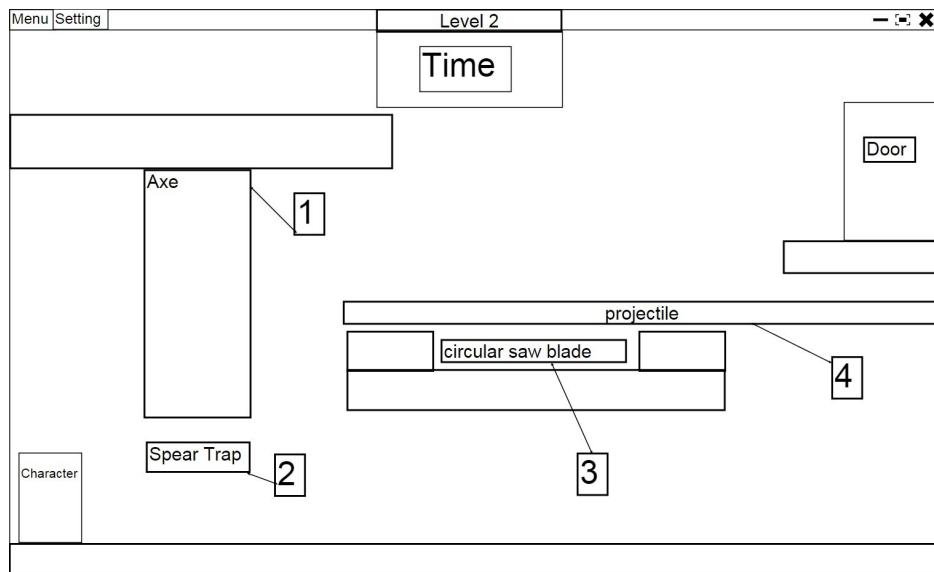 Menu Setting
Level 2
Time
Door
Axe
1
projectile
circular saw blade
4
Spear Trap
2
3
Character